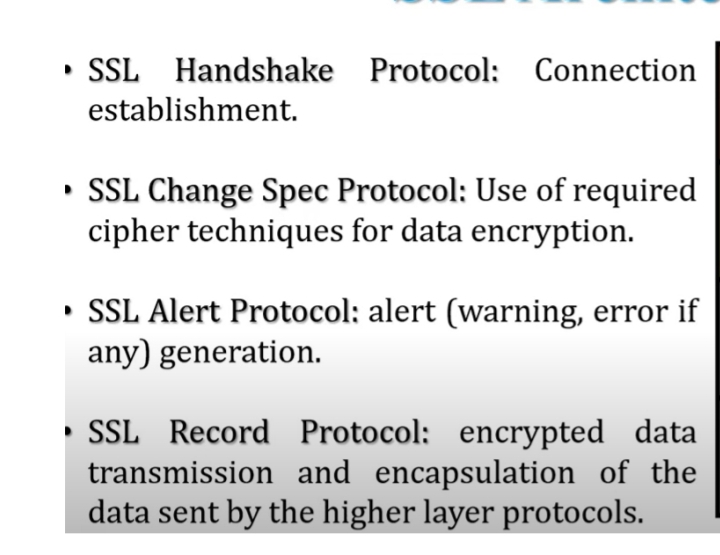 • SSL Handshake Protocol: Connection
establishment.
• SSL Change Spec Protocol: Use of required
cipher techniques for data encryption.
• SSL Alert Protocol: alert (warning, error if
any) generation.
• SSL Record Protocol: encrypted data
transmission and encapsulation of the
data sent by the higher layer protocols.